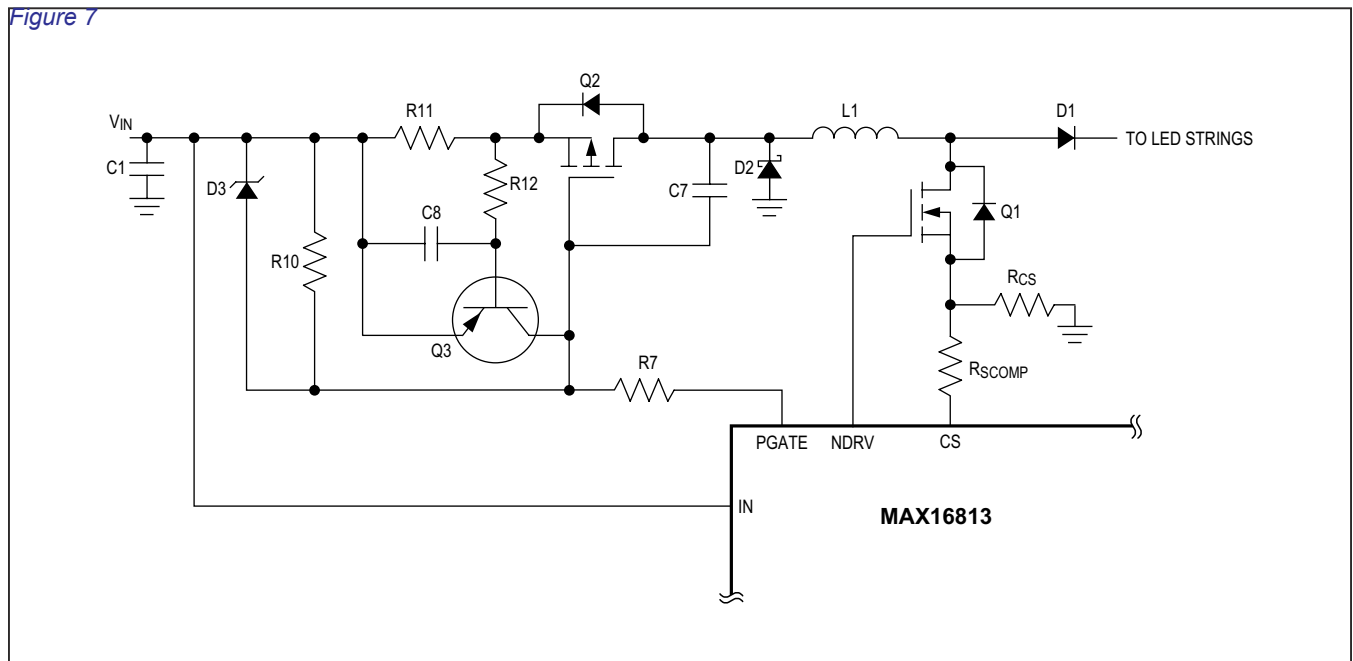 Figure 7
Q2
R11
L1
D1
VIN
TO LED STRINGS
C1
D3
R12
D2
C7
C8
Q1
R10
RCS
Q3
R7
RSCOMP
PGATE
NDRV
CS
IN
MAX16813